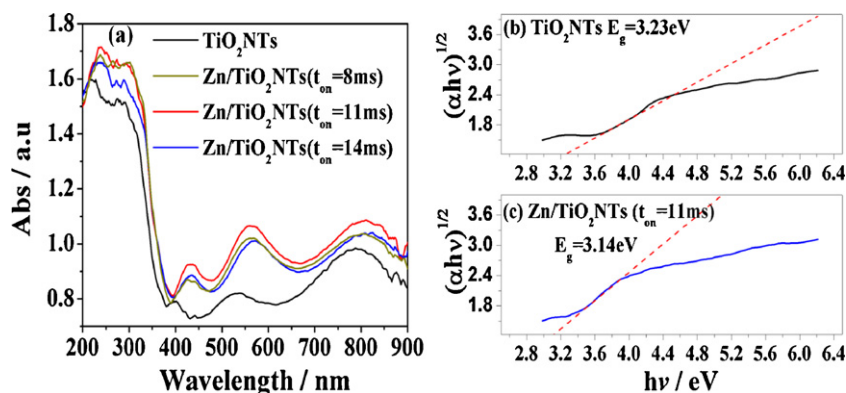 (a)
TiO₂NTs
Zn/TiO₂NTs(tₒₙ=8ms)
Zn/TiO₂NTs(tₒₙ=11ms)
Zn/TiO₂NTs(tₒₙ=14ms)
Abs / a.u
1.8
1.6
1.4
1.2
1.0
0.8
200 300 400 500 600 700 800 900
Wavelength / nm
(b) TiO₂NTs E_g=3.23eV
(αhν)^1/2
3.6
3.0
2.4
1.8
2.8 3.2 3.6 4.0 4.4 4.8 5.2 5.6 6.0 6.4
(c) Zn/TiO₂NTs (tₒₙ=11ms)
E_g=3.14eV
(αhν)^1/2
3.6
3.0
2.4
1.8
2.8 3.2 3.6 4.0 4.4 4.8 5.2 5.6 6.0 6.4
hν / eV